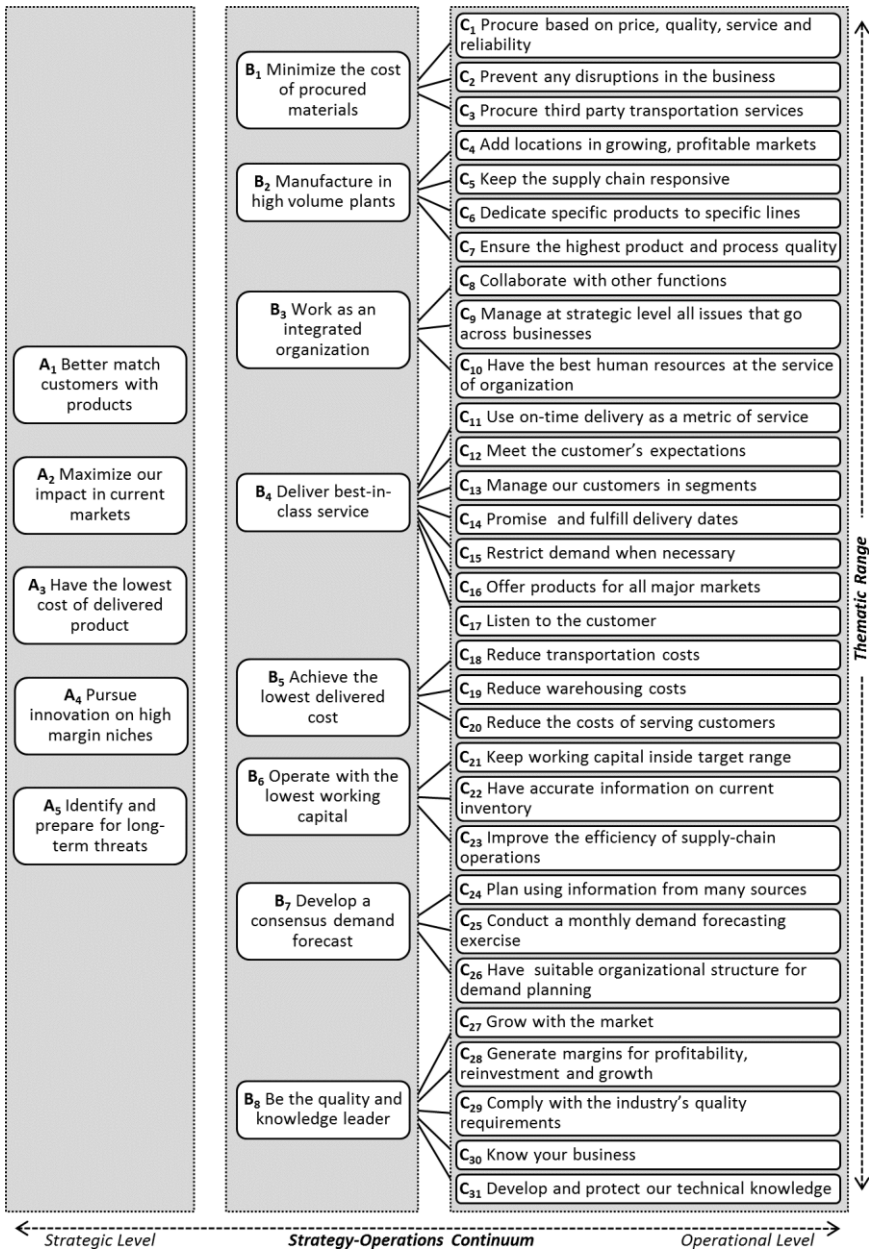 A1 Better match
customers with
products
A2 Maximize our
impact in current
markets
A3 Have the lowest
cost of delivered
product
A4 Pursue
innovation on high
margin niches
A5 Identify and
prepare for long-
term threats
B1 Minimize the cost
of procured
materials
B2 Manufacture in
high volume plants
B3 Work as an
integrated
organization
B4 Deliver best-in-
class service
B5 Achieve the
lowest delivered
cost
B6 Operate with the
lowest working
capital
B7 Develop a
consensus demand
forecast
B8 Be the quality and
knowledge leader
C1 Procure based on price, quality, service and
reliability
C2 Prevent any disruptions in the business
C3 Procure third party transportation services
C4 Add locations in growing, profitable markets
C5 Keep the supply chain responsive
C6 Dedicate specific products to specific lines
C7 Ensure the highest product and process quality
C8 Collaborate with other functions
C9 Manage at strategic level all issues that go
across businesses
C10 Have the best human resources at the service
of organization
C11 Use on-time delivery as a metric of service
C12 Meet the customer’s expectations
C13 Manage our customers in segments
C14 Promise and fulfill delivery dates
C15 Restrict demand when necessary
C16 Offer products for all major markets
C17 Listen to the customer
C18 Reduce transportation costs
C19 Reduce warehousing costs
C20 Reduce the costs of serving customers
C21 Keep working capital inside target range
C22 Have accurate information on current
inventory
C23 Improve the efficiency of supply-chain
operations
C24 Plan using information from many sources
C25 Conduct a monthly demand forecasting
exercise
C26 Have suitable organizational structure for
demand planning
C27 Grow with the market
C28 Generate margins for profitability,
reinvestment and growth
C29 Comply with the industry’s quality
requirements
C30 Know your business
C31 Develop and protect our technical knowledge
Thematic Range
Strategic Level
Strategy-Operations Continuum
Operational Level